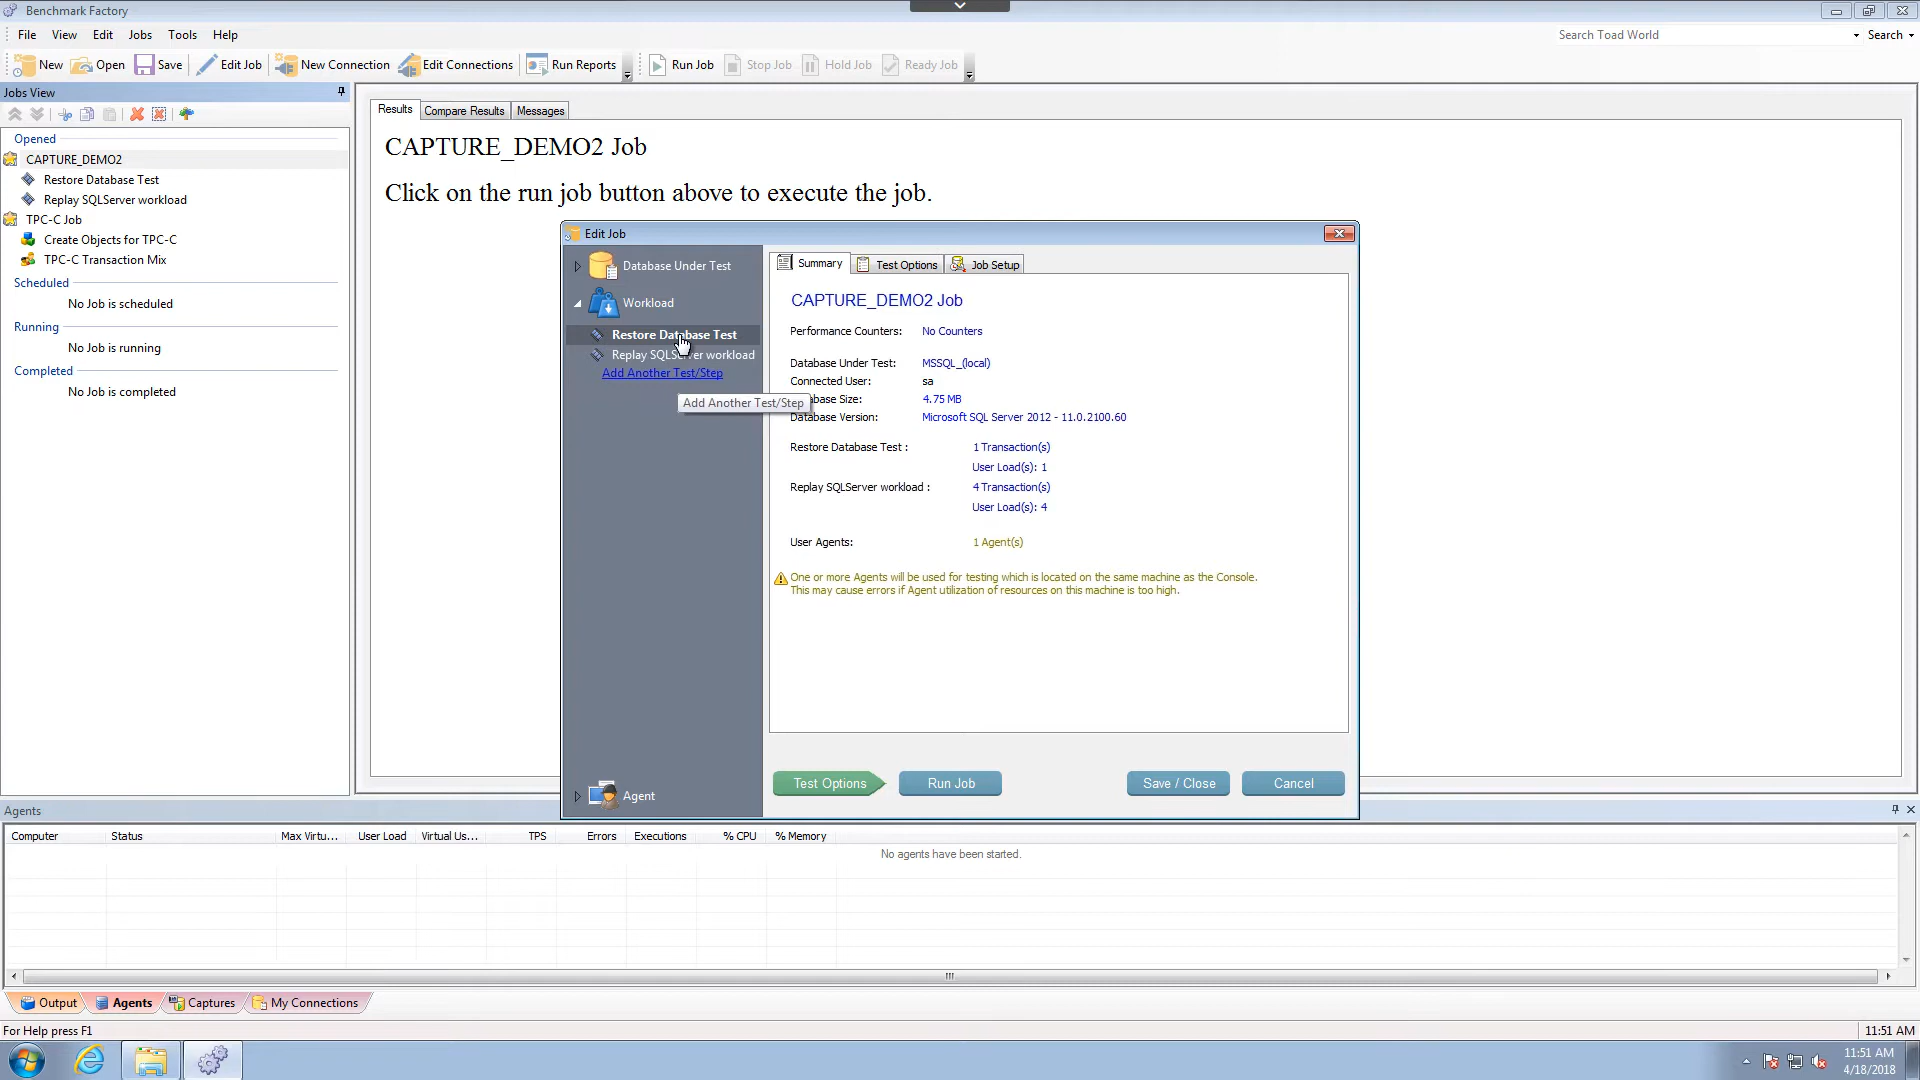 Benchmark Factory
File View Edit Jobs Tools Help
Search Toad World Search
New Open Save Edit Job New Connection Edit Connections Run Reports Run Job Stop Job Hold Job Ready Job
Jobs View
Opened
CAPTURE_DEMO2
Restore Database Test
Replay SQLServer workload
TPC-C Job
Create Objects for TPC-C
TPC-C Transaction Mix
Scheduled
No Job is scheduled
Running
No Job is running
Completed
No Job is completed
Results Compare Results Messages
CAPTURE_DEMO2 Job
Click on the run job button above to execute the job.
Edit Job
Database Under Test
Workload
Restore Database Test
Replay SQLServer workload
Add Another Test/Step
Add Another Test/Step
Agent
Summary Test Options Job Setup
CAPTURE_DEMO2 Job
Performance Counters: No Counters
Database Under Test: MSSQL_(local)
Connected User: sa
base Size: 4.75 MB
Database Version: Microsoft SQL Server 2012 - 11.0.2100.60
Restore Database Test : 1 Transaction(s)
User Load(s): 1
Replay SQLServer workload : 4 Transaction(s)
User Load(s): 4
User Agents: 1 Agent(s)
One or more Agents will be used for testing which is located on the same machine as the Console.
This may cause errors if Agent utilization of resources on this machine is too high.
Test Options Run Job Save / Close Cancel
Agents
Computer Status Max Virtu... User Load Virtual Us... TPS Errors Executions % CPU % Memory
No agents have been started.
Output Agents Captures My Connections
For Help press F1 11:51 AM
11:51 AM
4/18/2018